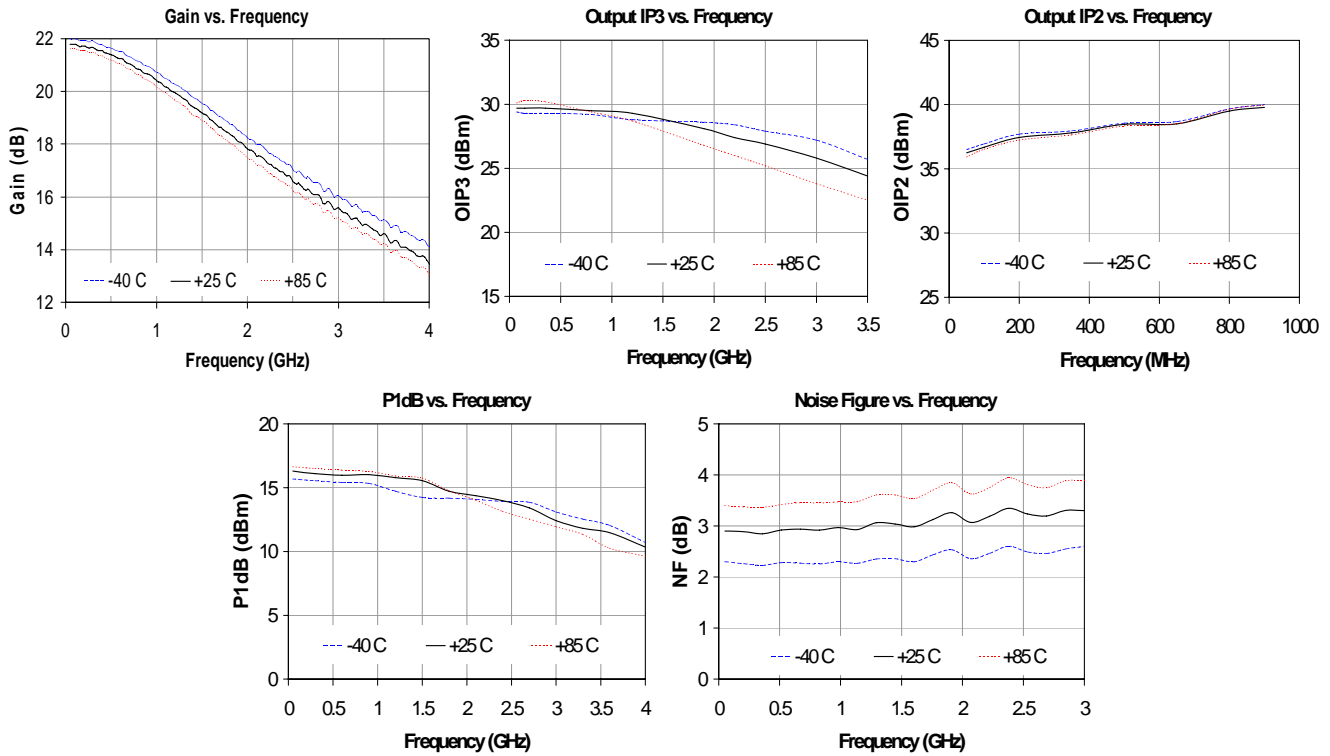 Gain vs. Frequency
22
20
18
16
14
12
Gain (dB)
-40 C +25 C +85 C
0 1 2 3 4
Frequency (GHz)
Output IP3 vs. Frequency
35
30
25
20
15
OIP3 (dBm)
-40 C +25 C +85 C
0 0.5 1 1.5 2 2.5 3 3.5
Frequency (GHz)
Output IP2 vs. Frequency
45
40
35
30
25
OIP2 (dBm)
-40 C +25 C +85 C
0 200 400 600 800 1000
Frequency (MHz)
P1dB vs. Frequency
20
15
10
5
0
P1dB (dBm)
-40 C +25 C +85 C
0 0.5 1 1.5 2 2.5 3 3.5 4
Frequency (GHz)
Noise Figure vs. Frequency
5
4
3
2
1
0
NF (dB)
-40 C +25 C +85 C
0 0.5 1 1.5 2 2.5 3
Frequency (GHz)